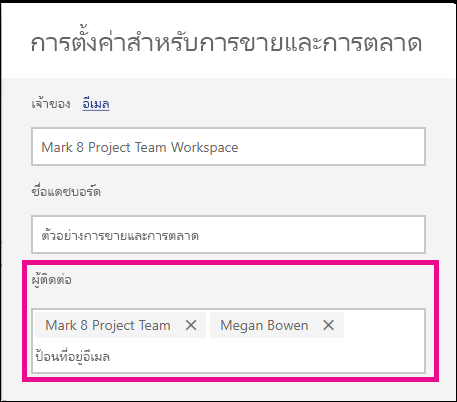 การตั้งค่าสำหรับการขายและการตลาด
เจ้าของ อีเมล
Mark 8 Project Team Workspace
ชื่อแดชบอร์ด
ตัวอย่างการขายและการตลาด
ผู้ติดต่อ
Mark 8 Project Team Megan Bowen
ป้อนที่อยู่อีเมล